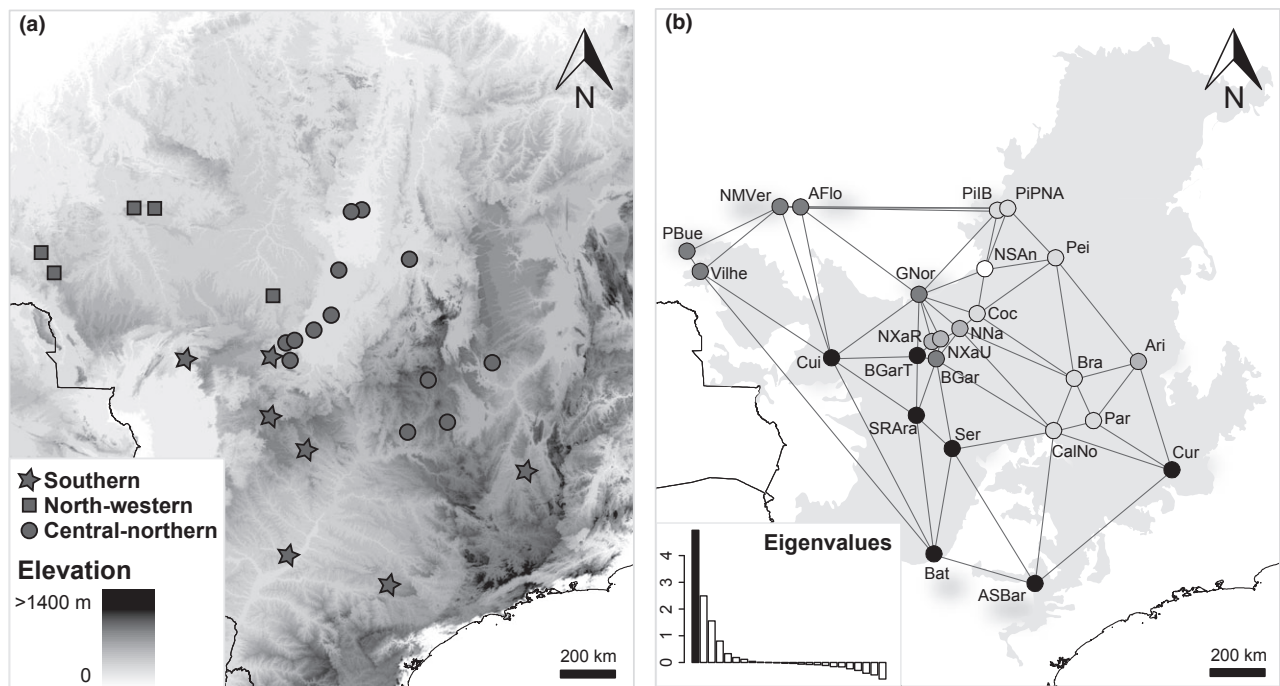 (a)
N
Southern
North-western
Central-northern
Elevation
>1400 m
0
200 km
(b)
N
NMVer
AFlo
PiIB
PiPNA
PBue
Vilhe
NSAn
Pei
GNor
Coc
NXaR
NNa
NXaU
Cui
BGarT
BGar
Bra
Ari
SRAra
Ser
CalNo
Par
Cur
Bat
ASBar
Eigenvalues
4
3
2
1
0
200 km